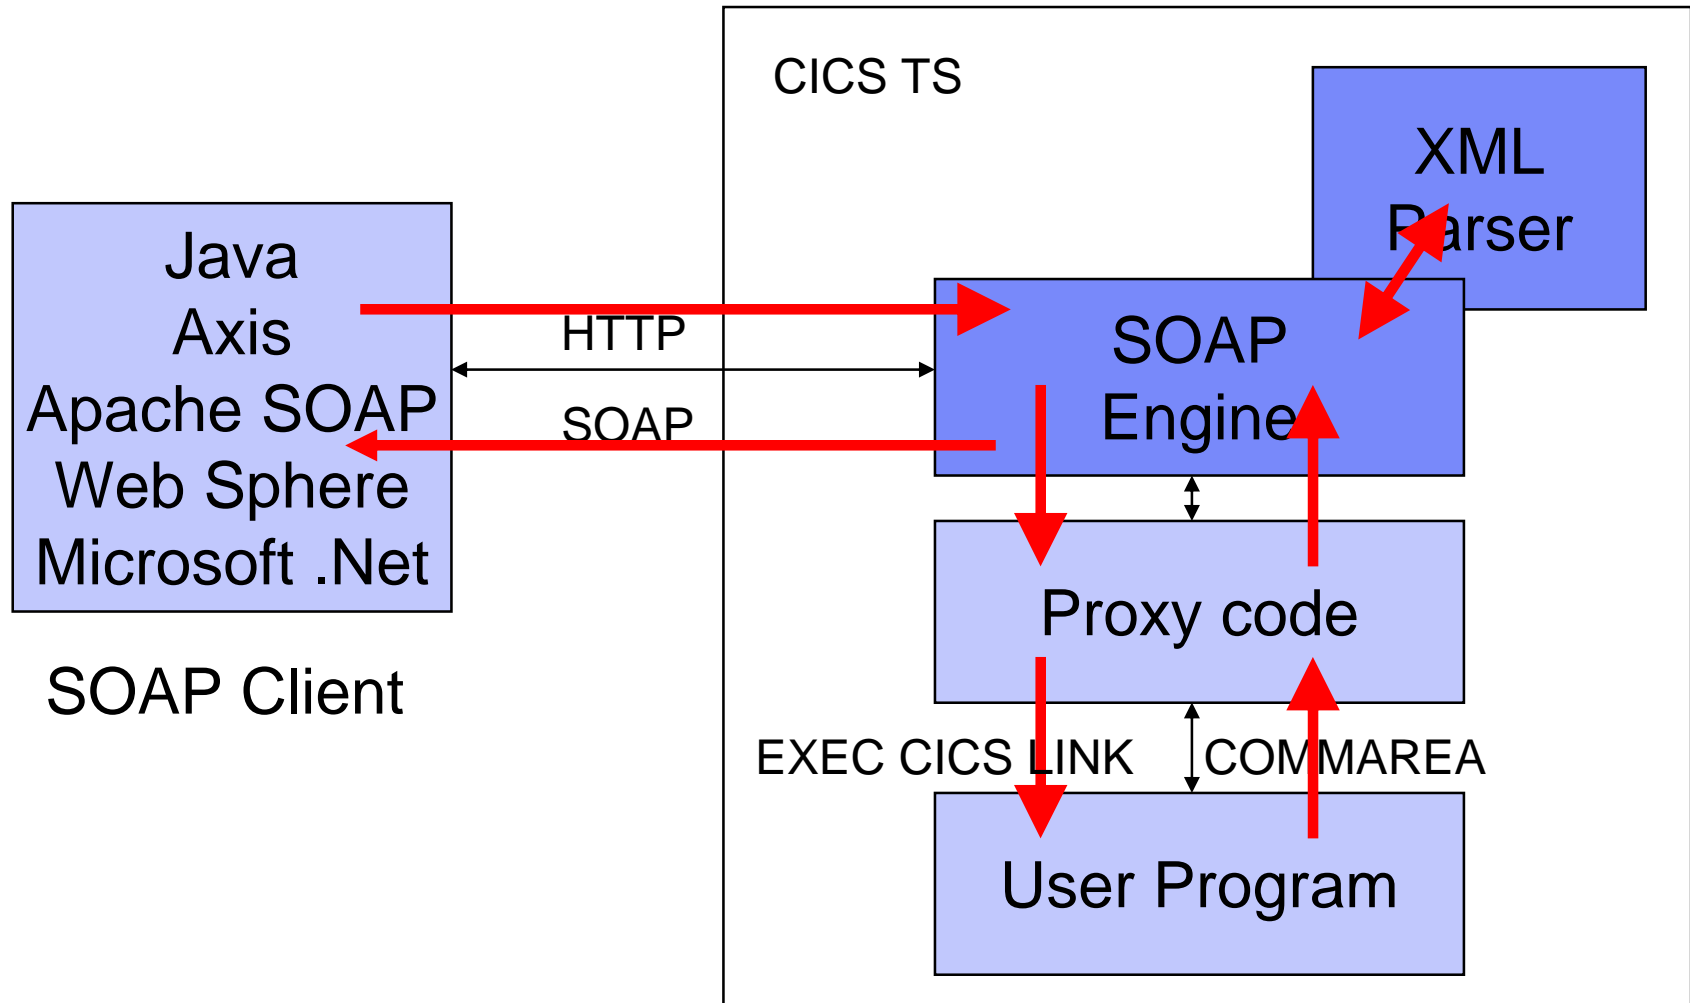 CICS TS
XML
Parser
Java
Axis
Apache SOAP
Web Sphere
Microsoft .Net
HTTP
SOAP
SOAP
Engine
Proxy code
SOAP Client
EXEC CICS LINK
COMMAREA
User Program